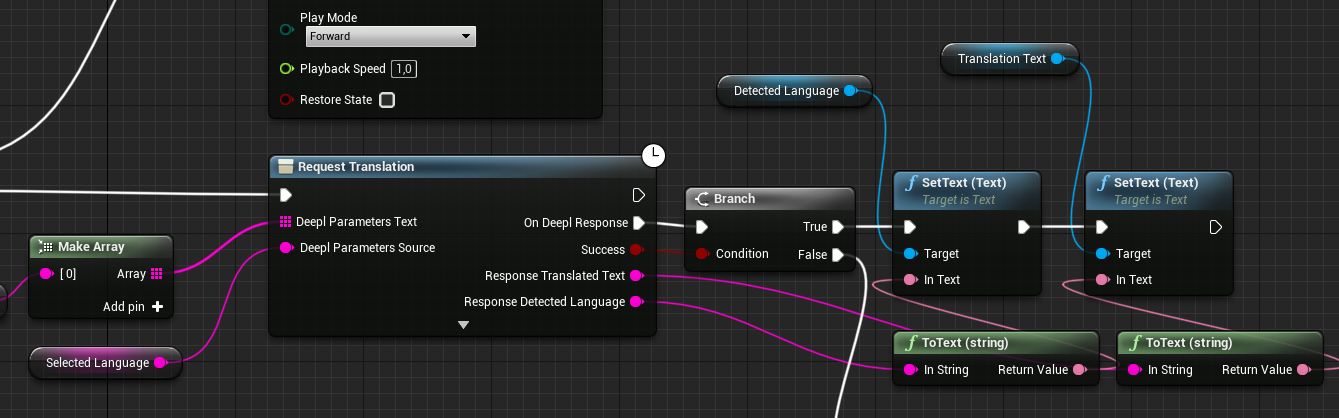 Play Mode
Forward
Playback Speed 1,0
Restore State
Translation Text
Detected Language
Request Translation
Deepl Parameters Text
Deepl Parameters Source
On Deepl Response
Success
Response Translated Text
Response Detected Language
Make Array
[ 0] Array
Add pin
Selected Language
Branch
True
Condition False
SetText (Text)
Target is Text
Target
In Text
SetText (Text)
Target is Text
Target
In Text
ToText (string)
In String Return Value
ToText (string)
In String Return Value